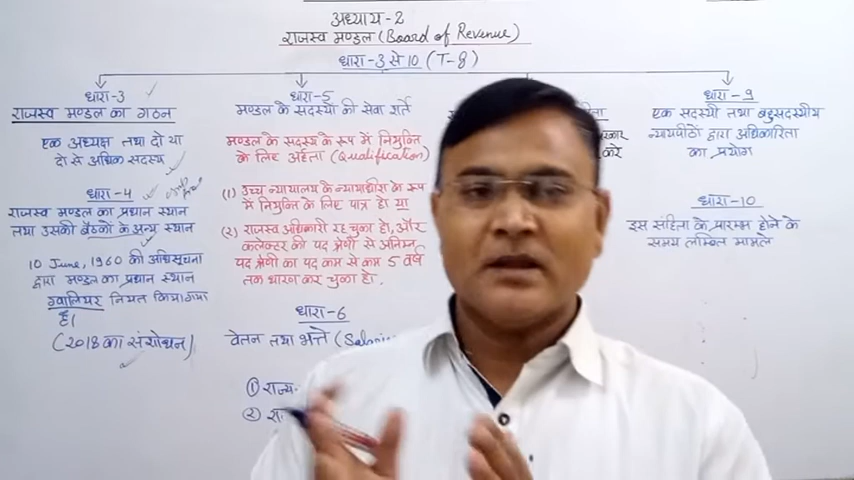 अध्याय-2
राजस्व मण्डल (Board of Revenue)
धारा-3 से 10 (T-8)
धारा-3
राजस्व मण्डल का गठन
एक अध्यक्ष तथा दो या
दो से अधिक सदस्य
धारा-4
राजस्व मण्डल का प्रधान स्थान
तथा उसकी बैठकों के अन्य स्थान
10 June, 1960 की अधिसूचना
द्वारा मण्डल का प्रधान स्थान
ग्वालियर नियत किया गया
है।
(2018 का संशोधन)
धारा-5
मण्डल के सदस्यों की सेवा शर्ते
मण्डल के सदस्य के रूप में नियुक्ति
के लिए अर्हता (Qualification)
(1) उच्च न्यायालय के न्यायाधीश के रूप
में नियुक्ति के लिए पात्र हो या
(2) राजस्व अधिकारी रह चुका हो, और
कलेक्टर की पद श्रेणी से अनिम्न
पद श्रेणी का पद कम से कम 5 वर्ष
तक धारण कर चुका हो.
धारा-6
वेतन तथा भत्ते
① राज्य
②
करे
धारा-9
एक सदस्यी तथा बहुसदस्यीय
न्यायपीठों द्वारा अधिकारिता
का प्रयोग
धारा-10
इस संहिता के प्रारम्भ होने के
समय लम्बित मामले